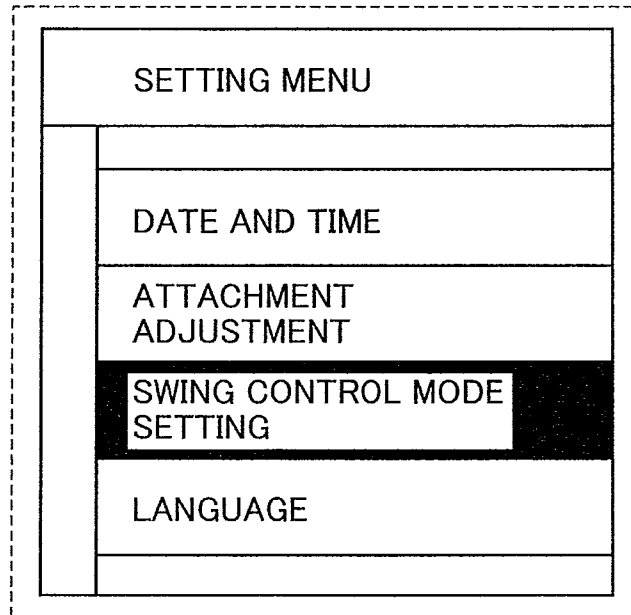 SETTING MENU
DATE AND TIME
ATTACHMENT
ADJUSTMENT
SWING CONTROL MODE
SETTING
LANGUAGE